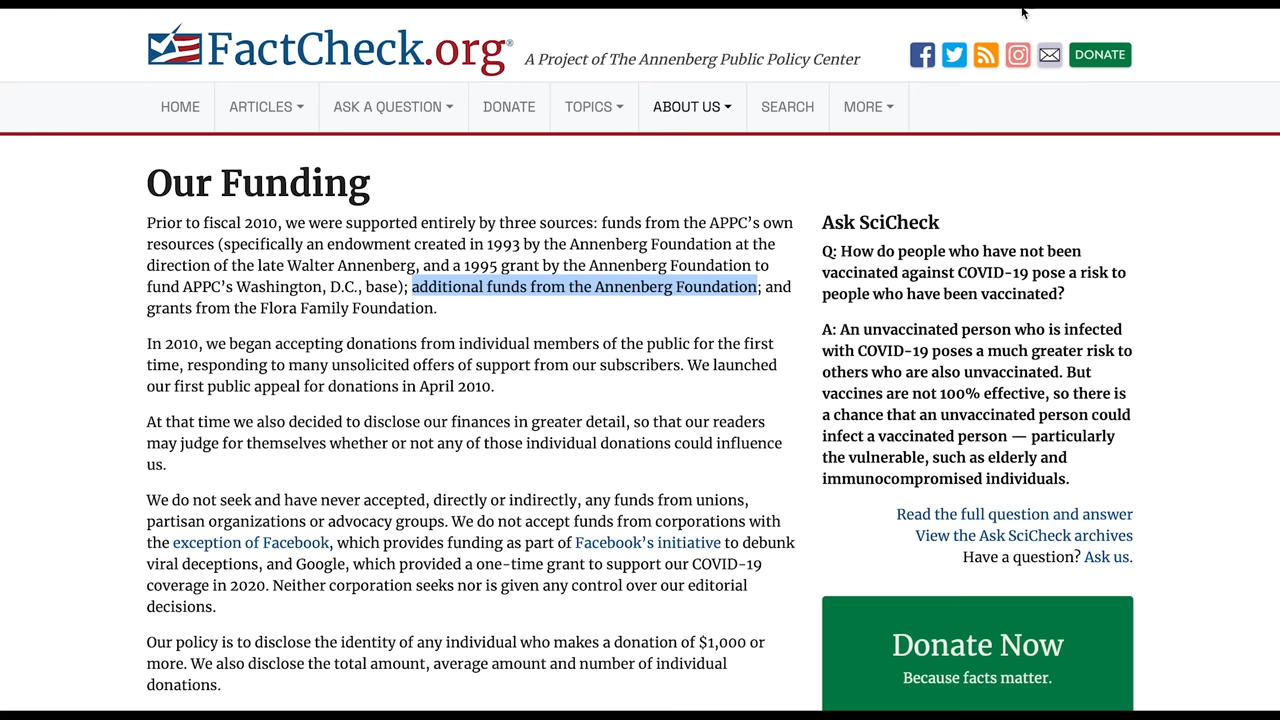 FactCheck.org®
A Project of The Annenberg Public Policy Center
DONATE
HOME
ARTICLES
ASK A QUESTION
DONATE
TOPICS
ABOUT US
SEARCH
MORE
Our Funding
Prior to fiscal 2010, we were supported entirely by three sources: funds from the APPC’s own
resources (specifically an endowment created in 1993 by the Annenberg Foundation at the
direction of the late Walter Annenberg, and a 1995 grant by the Annenberg Foundation to
fund APPC’s Washington, D.C., base); additional funds from the Annenberg Foundation; and
grants from the Flora Family Foundation.
In 2010, we began accepting donations from individual members of the public for the first
time, responding to many unsolicited offers of support from our subscribers. We launched
our first public appeal for donations in April 2010.
At that time we also decided to disclose our finances in greater detail, so that our readers
may judge for themselves whether or not any of those individual donations could influence
us.
We do not seek and have never accepted, directly or indirectly, any funds from unions,
partisan organizations or advocacy groups. We do not accept funds from corporations with
the exception of Facebook, which provides funding as part of Facebook’s initiative to debunk
viral deceptions, and Google, which provided a one-time grant to support our COVID-19
coverage in 2020. Neither corporation seeks nor is given any control over our editorial
decisions.
Our policy is to disclose the identity of any individual who makes a donation of $1,000 or
more. We also disclose the total amount, average amount and number of individual
donations.
Ask SciCheck
Q: How do people who have not been
vaccinated against COVID-19 pose a risk to
people who have been vaccinated?
A: An unvaccinated person who is infected
with COVID-19 poses a much greater risk to
others who are also unvaccinated. But
vaccines are not 100% effective, so there is
a chance that an unvaccinated person could
infect a vaccinated person — particularly
the vulnerable, such as elderly and
immunocompromised individuals.
Read the full question and answer
View the Ask SciCheck archives
Have a question? Ask us.
Donate Now
Because facts matter.